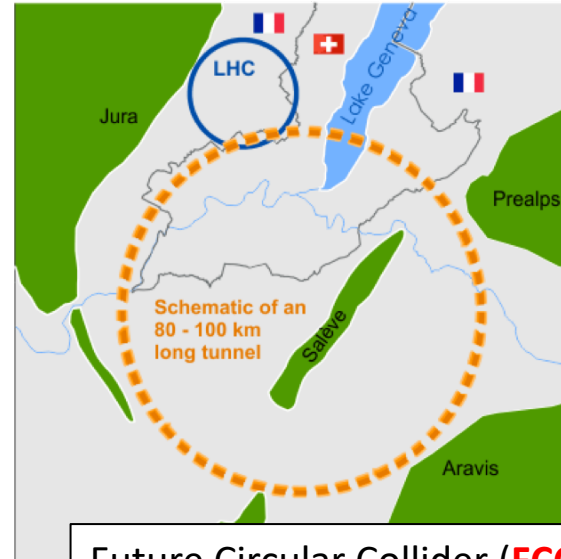 LHC
Lake Geneva
Jura
Prealps
Schematic of an
80 - 100 km
long tunnel
Salève
Aravis
Future Circular Collider (